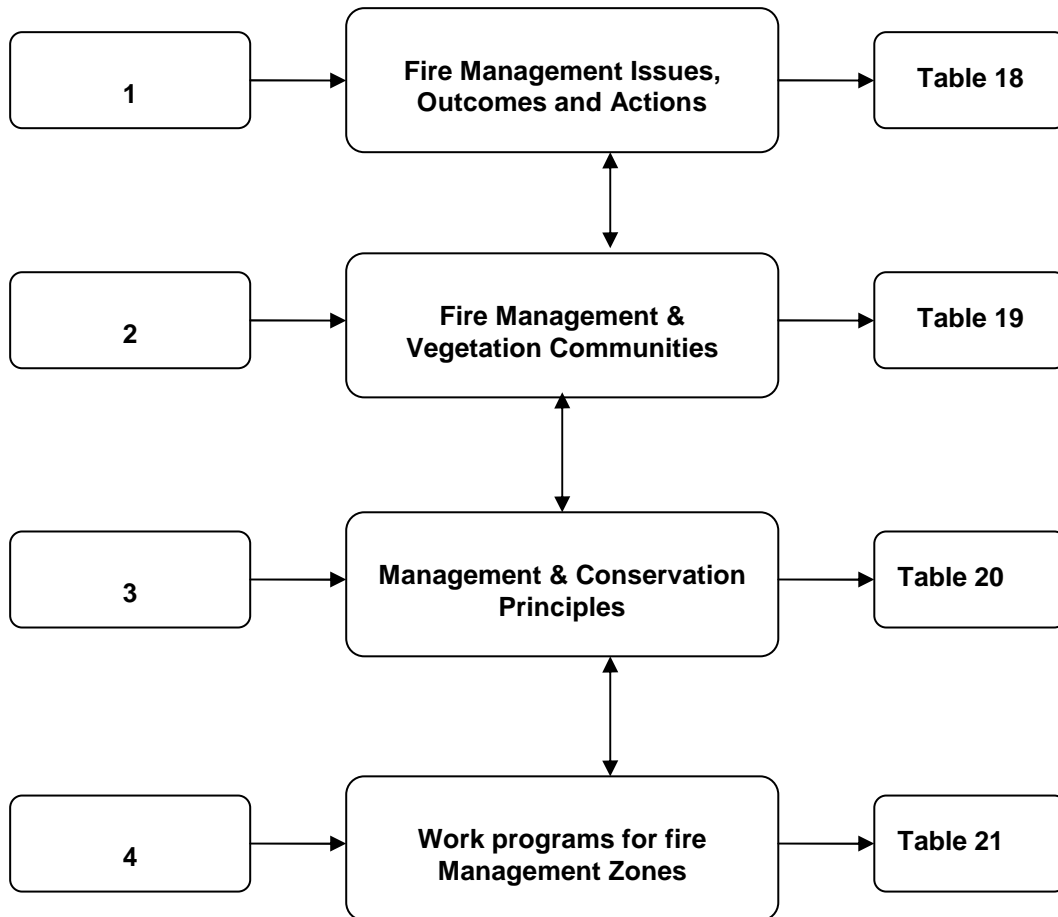 1
Fire Management Issues,
Outcomes and Actions
Table 18
2
Fire Management &
Vegetation Communities
Table 19
3
Management & Conservation
Principles
Table 20
4
Work programs for fire
Management Zones
Table 21